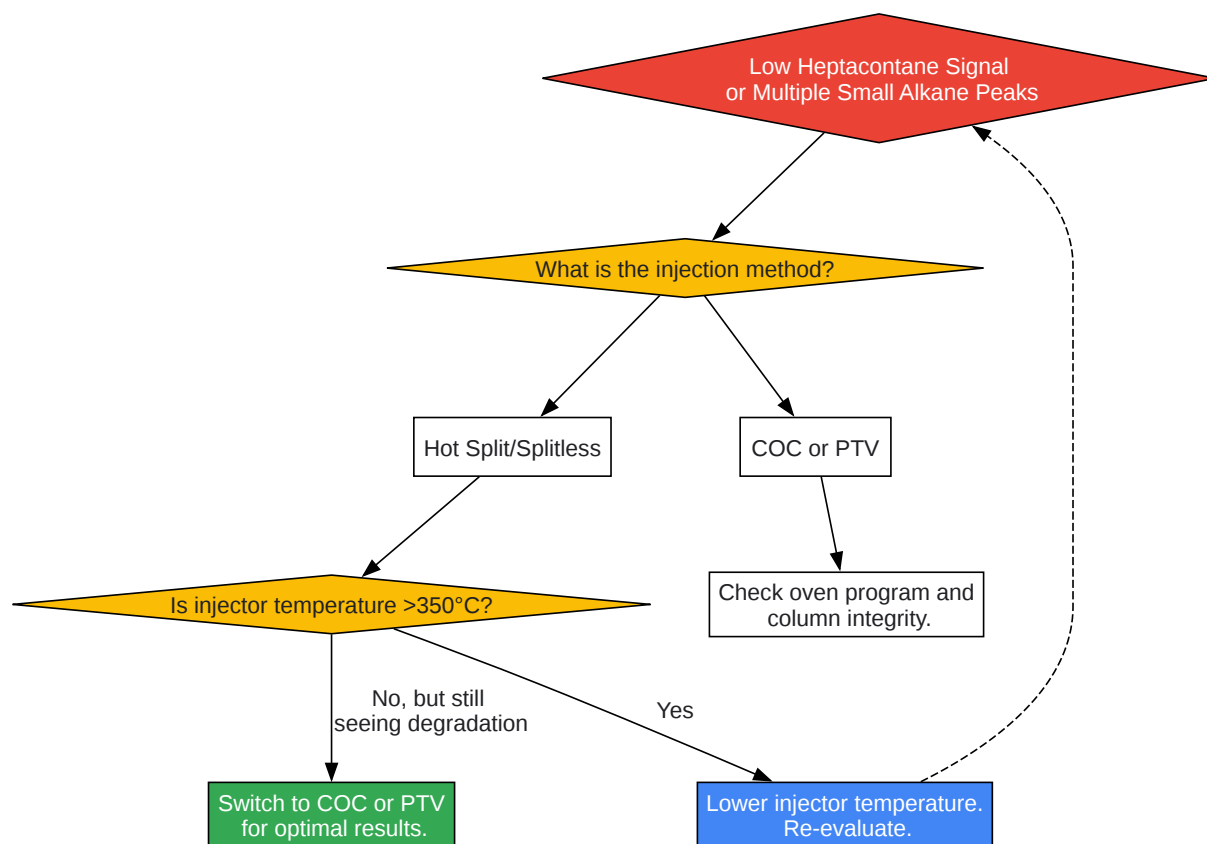 Low Heptacontane Signal
or Multiple Small Alkane Peaks
What is the injection method?
Hot Split/Splitless
COC or PTV
Is injector temperature >350°C?
Check oven program and
column integrity.
No, but still
seeing degradation
Yes
Switch to COC or PTV
for optimal results.
Lower injector temperature.
Re-evaluate.